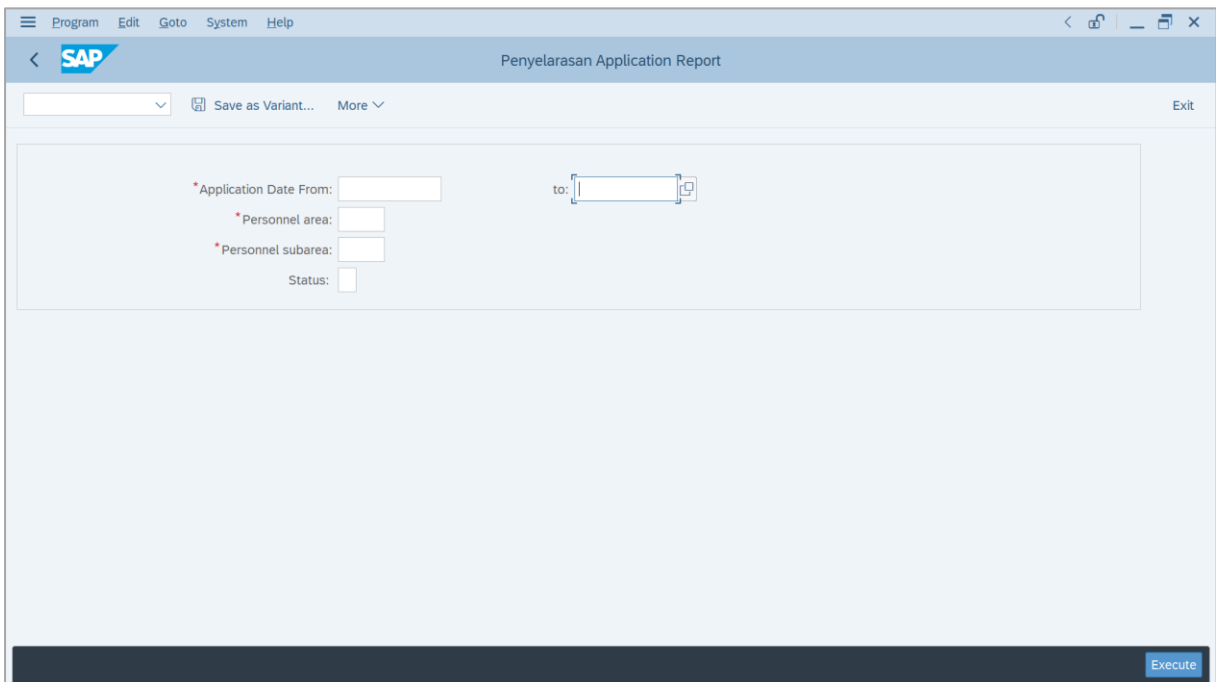 Program Edit Goto System Help
SAP Penyelarasan Application Report
Save as Variant... More Exit
*Application Date From: to:
*Personnel area:
*Personnel subarea:
Status:
Execute